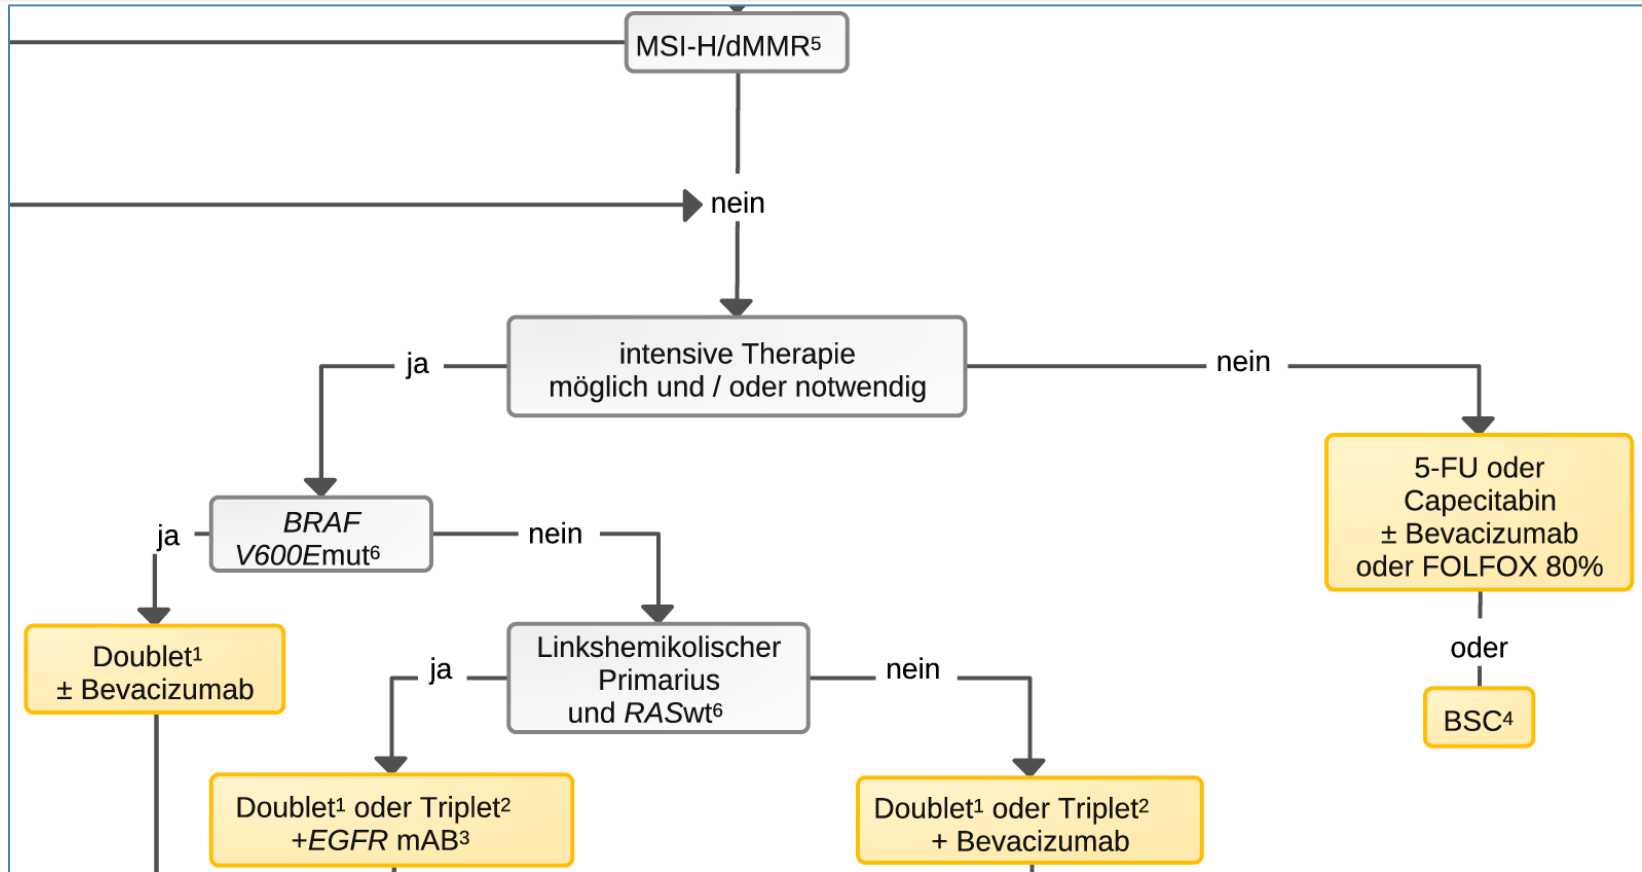 MSI-H/dMMR⁵
nein
intensive Therapie
möglich und / oder notwendig
ja
nein
5-FU oder
Capecitabin
± Bevacizumab
oder FOLFOX 80%
oder
BSC⁴
BRAF
V600Emut⁶
ja
nein
Doublet¹
± Bevacizumab
Linkshemikolischer
Primarius
und RASwt⁶
ja
nein
Doublet¹ oder Triplet²
+EGFR mAB³
Doublet¹ oder Triplet²
+ Bevacizumab